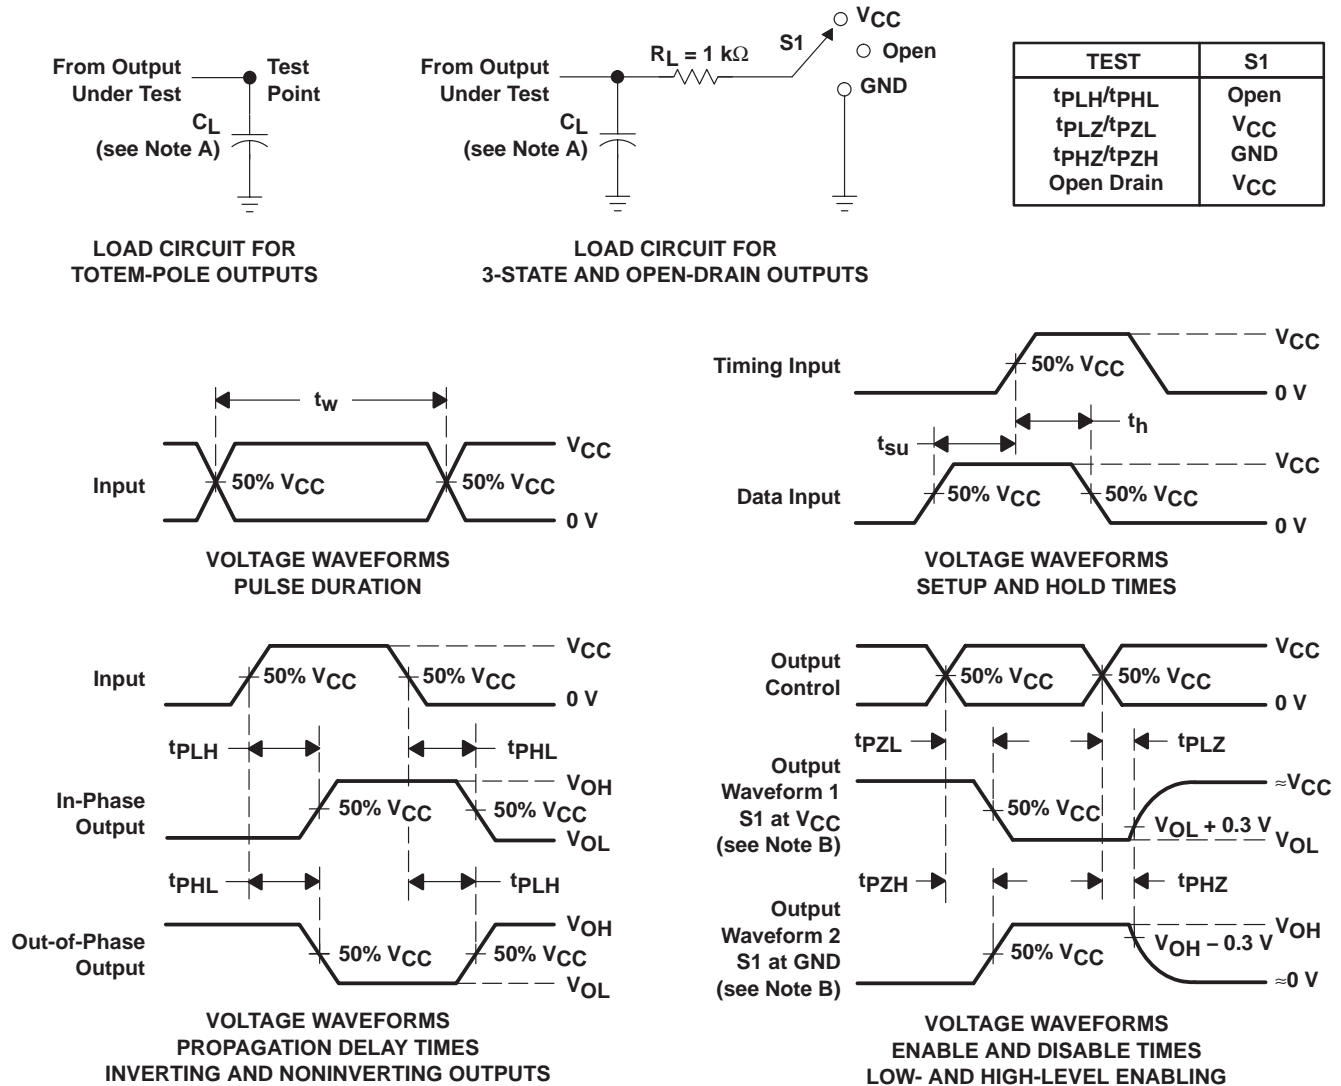 From Output
Under Test
Test
Point
CL
(see Note A)
LOAD CIRCUIT FOR
TOTEM-POLE OUTPUTS
From Output
Under Test
RL = 1 kΩ
S1
VCC
Open
GND
CL
(see Note A)
LOAD CIRCUIT FOR
3-STATE AND OPEN-DRAIN OUTPUTS
TEST S1
tPLH/tPHL Open
tPLZ/tPZL VCC
tPHZ/tPZH GND
Open Drain VCC
tw
Input
50% VCC
50% VCC
VCC
0 V
VOLTAGE WAVEFORMS
PULSE DURATION
Timing Input
50% VCC
VCC
0 V
tsu
th
Data Input
50% VCC
50% VCC
VCC
0 V
VOLTAGE WAVEFORMS
SETUP AND HOLD TIMES
Input
50% VCC
50% VCC
VCC
0 V
tPLH
tPHL
In-Phase
Output
50% VCC
50% VCC
VOH
VOL
tPHL
tPLH
Out-of-Phase
Output
50% VCC
50% VCC
VOH
VOL
VOLTAGE WAVEFORMS
PROPAGATION DELAY TIMES
INVERTING AND NONINVERTING OUTPUTS
Output
Control
50% VCC
50% VCC
VCC
0 V
tPZL
tPLZ
Output
Waveform 1
S1 at VCC
(see Note B)
50% VCC
≈VCC
VOL + 0.3 V
VOL
tPZH
tPHZ
Output
Waveform 2
S1 at GND
(see Note B)
50% VCC
VOH
VOH − 0.3 V
≈0 V
VOLTAGE WAVEFORMS
ENABLE AND DISABLE TIMES
LOW- AND HIGH-LEVEL ENABLING